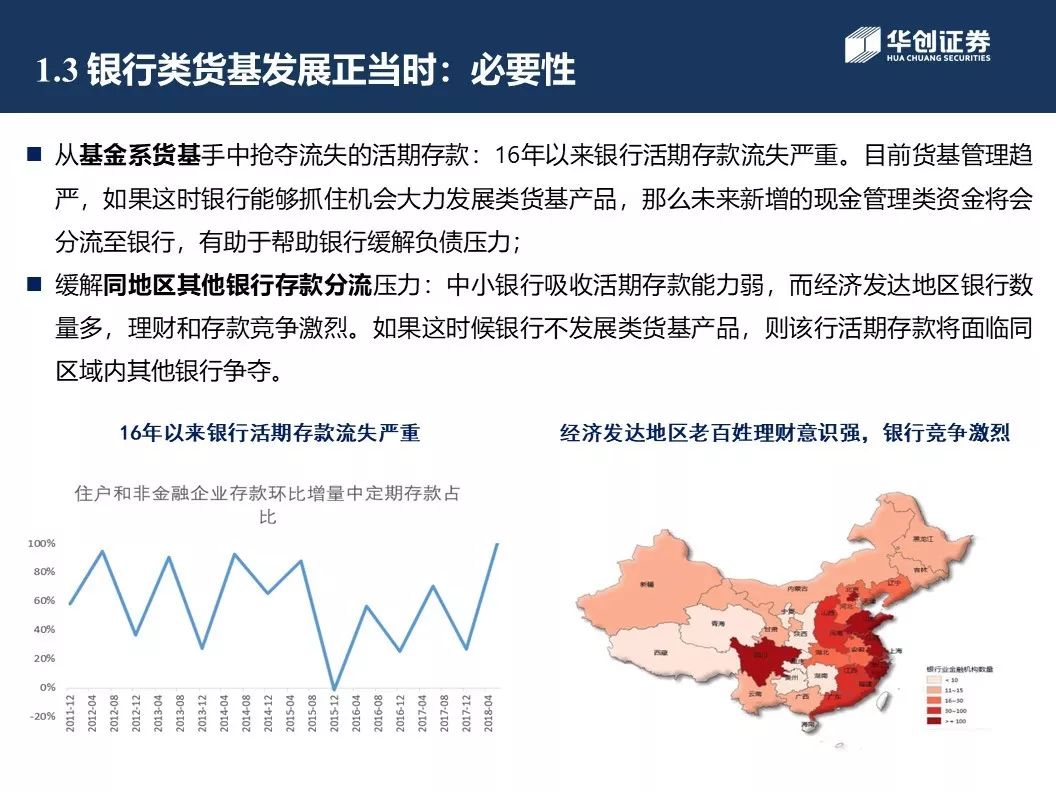 1.3 银行类货基发展正当时：必要性
华创证券
HUA CHUANG SECURITIES
■ 从基金系货基手中抢夺流失的活期存款：16年以来银行活期存款流失严重。目前货基管理趋
严，如果这时银行能够抓住机会大力发展类货基产品，那么未来新增的现金管理类资金将会
分流至银行，有助于帮助银行缓解负债压力；
■ 缓解同地区其他银行存款分流压力：中小银行吸收活期存款能力弱，而经济发达地区银行数
量多，理财和存款竞争激烈。如果这时候银行不发展类货基产品，则该行活期存款将面临同
区域内其他银行争夺。
16年以来银行活期存款流失严重
住户和非金融企业存款环比增量中定期存款占
比
100%
80%
60%
40%
20%
0%
-20%
2011-12
2012-04
2012-08
2012-12
2013-04
2013-08
2013-12
2014-04
2014-08
2014-12
2015-04
2015-08
2015-12
2016-04
2016-08
2016-12
2017-04
2017-08
2017-12
2018-04
经济发达地区老百姓理财意识强，银行竞争激烈
黑龙江
吉林
辽宁
新疆
内蒙古
北京
河北
山西
宁夏
青海
甘肃
陕西
河南
西藏
四川
湖北
安徽
上海
贵州
湖南
江西
福建
云南
广西
广东
海南
银行业金融机构数量
< 10
11~15
16~30
30~100
>= 100